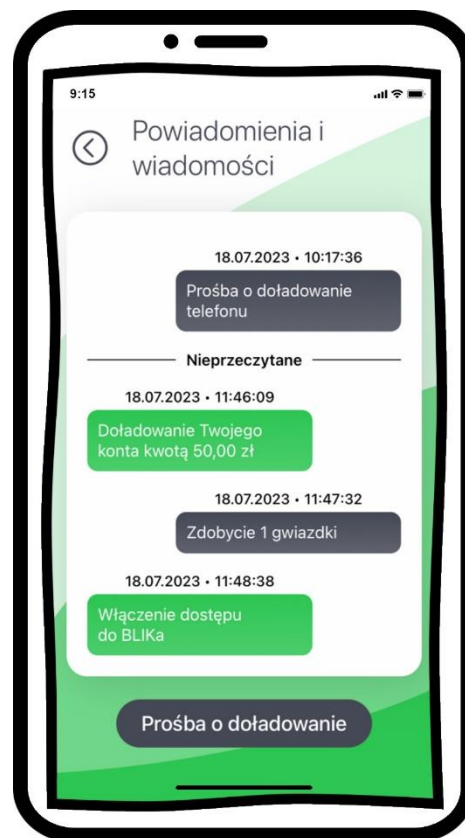 9:15
Powiadomienia i
wiadomości
18.07.2023 • 10:17:36
Prośba o doładowanie
telefonu
Nieprzeczytane
18.07.2023 • 11:46:09
Doładowanie Twojego
konta kwotą 50,00 zł
18.07.2023 • 11:47:32
Zdobycie 1 gwiazdki
18.07.2023 • 11:48:38
Włączenie dostępu
do BLIKa
Prośba o doładowanie